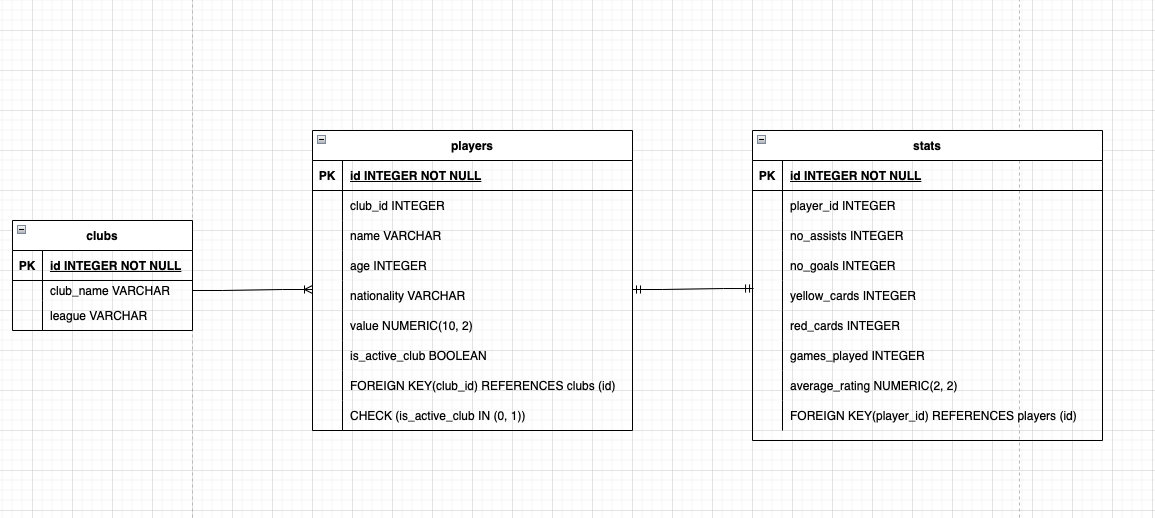 clubs
PK id INTEGER NOT NULL
club_name VARCHAR
league VARCHAR
players
PK id INTEGER NOT NULL
club_id INTEGER
name VARCHAR
age INTEGER
nationality VARCHAR
value NUMERIC(10, 2)
is_active_club BOOLEAN
FOREIGN KEY(club_id) REFERENCES clubs (id)
CHECK (is_active_club IN (0, 1))
stats
PK id INTEGER NOT NULL
player_id INTEGER
no_assists INTEGER
no_goals INTEGER
yellow_cards INTEGER
red_cards INTEGER
games_played INTEGER
average_rating NUMERIC(2, 2)
FOREIGN KEY(player_id) REFERENCES players (id)